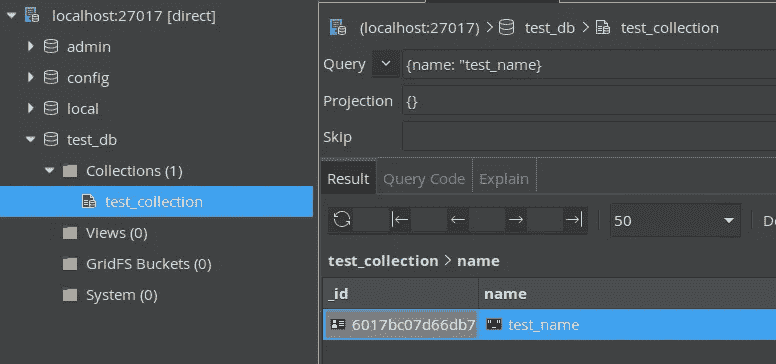 localhost:27017 [direct]
admin
config
local
test_db
Collections (1)
test_collection
Views (0)
GridFS Buckets (0)
System (0)
(localhost:27017) > test_db > test_collection
Query {name: "test_name}
Projection {}
Skip
Result Query Code Explain
50
test_collection > name
_id name
6017bc07d66db7 test_name